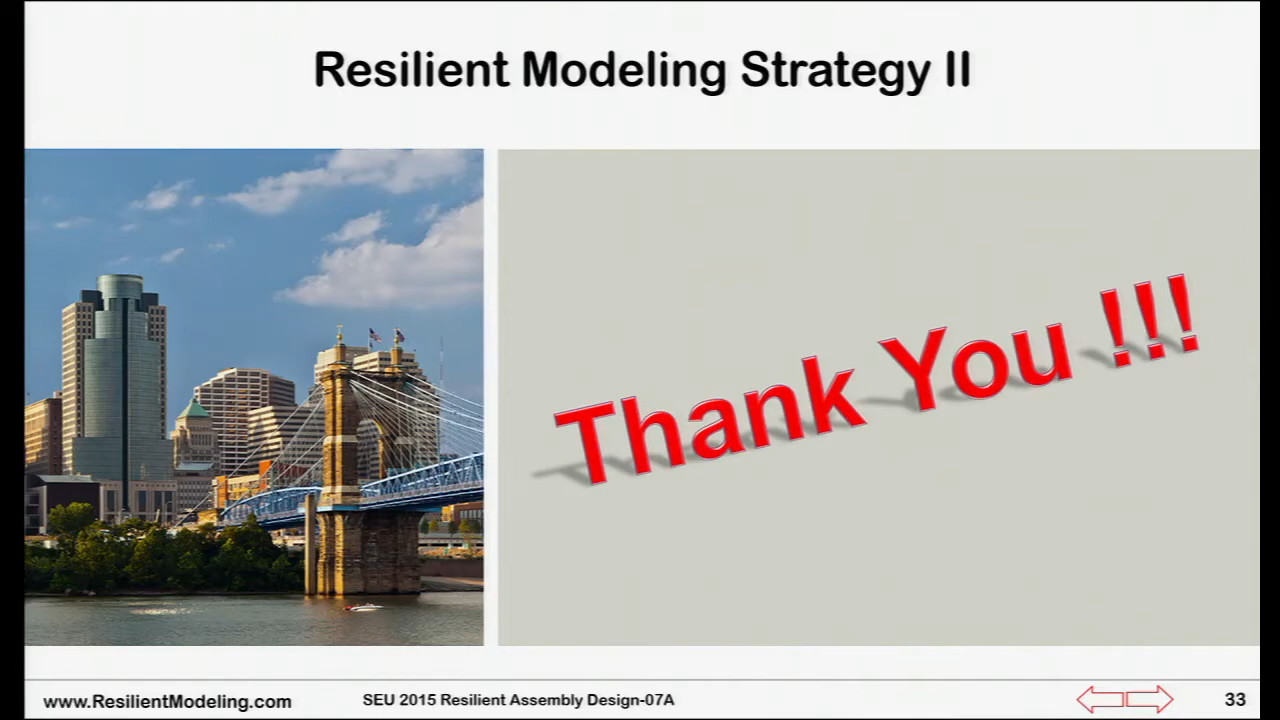 Resilient Modeling Strategy II
Thank You !!!
www.ResilientModeling.com
SEU 2015 Resilient Assembly Design-07A
33